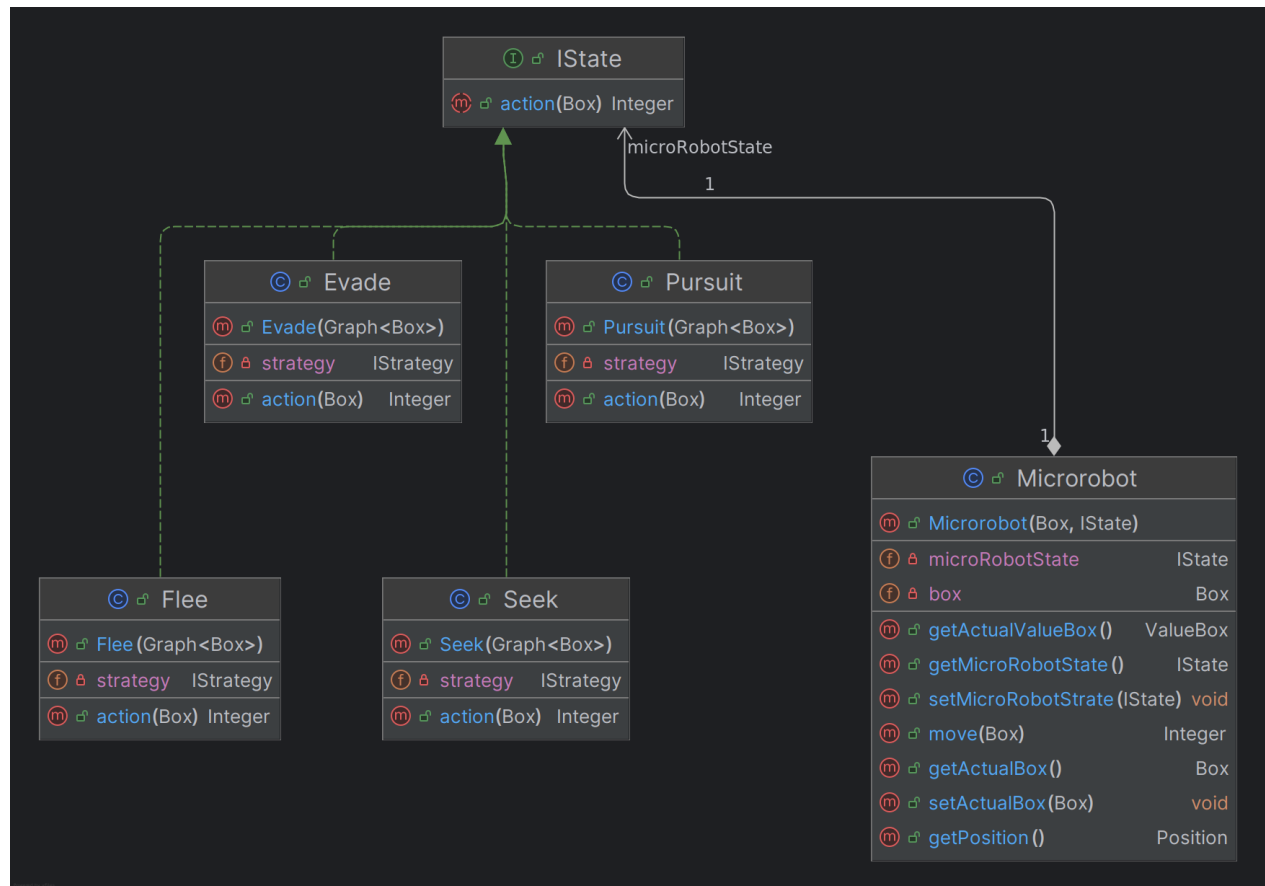 IState
action(Box) Integer
microRobotState
1
Evade
Evade(Graph<Box>)
strategy IStrategy
action(Box) Integer
Pursuit
Pursuit(Graph<Box>)
strategy IStrategy
action(Box) Integer
1
Microrobot
Microrobot(Box, IState)
microRobotState IState
box Box
getActualValueBox() ValueBox
getMicroRobotState() IState
setMicroRobotStrate(IState) void
move(Box) Integer
getActualBox() Box
setActualBox(Box) void
getPosition() Position
Flee
Flee(Graph<Box>)
strategy IStrategy
action(Box) Integer
Seek
Seek(Graph<Box>)
strategy IStrategy
action(Box) Integer